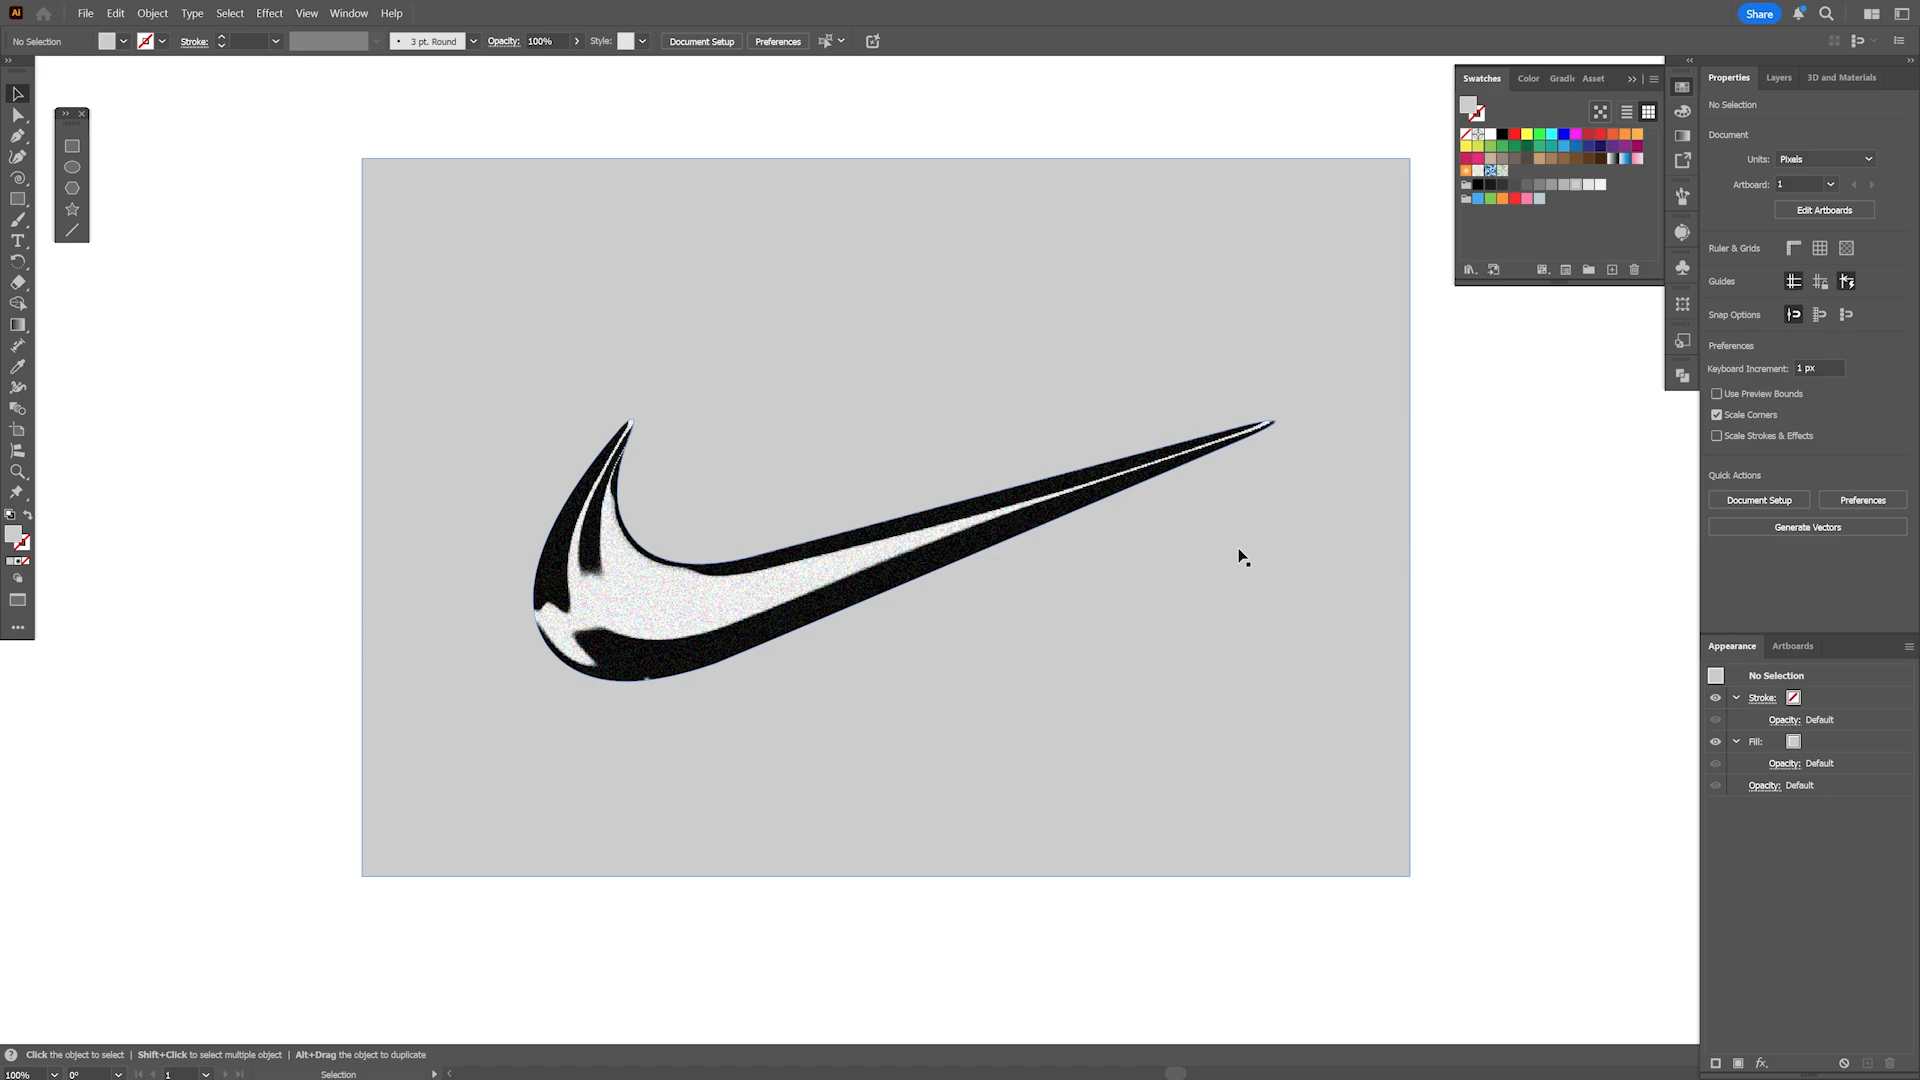 File Edit Object Type Select Effect View Window Help Share
No Selection Stroke: 3 pt. Round Opacity: 100% Style: Document Setup Preferences
Swatches Color Gradi Asset
Properties Layers 3D and Materials
No Selection
Document
Units: Pixels
Artboard: 1
Edit Artboards
Ruler & Grids
Guides
Snap Options
Preferences
Keyboard Increment: 1 px
Use Preview Bounds
Scale Corners
Scale Strokes & Effects
Quick Actions
Document Setup Preferences
Generate Vectors
Appearance Artboards
No Selection
Stroke:
Opacity: Default
Fill:
Opacity: Default
Opacity: Default
fx
Click the object to select | Shift+Click to select multiple object | Alt+Drag the object to duplicate
100% 0° 1 Selection